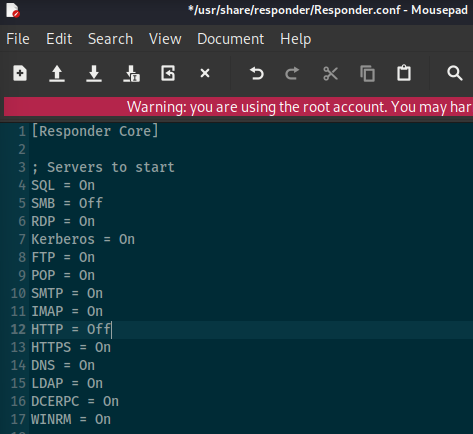 */usr/share/responder/Responder.conf - Mousepad
File Edit Search View Document Help
Warning: you are using the root account. You may har
1 [Responder Core]
2
3 ; Servers to start
4 SQL = On
5 SMB = Off
6 RDP = On
7 Kerberos = On
8 FTP = On
9 POP = On
10 SMTP = On
11 IMAP = On
12 HTTP = Off
13 HTTPS = On
14 DNS = On
15 LDAP = On
16 DCERPC = On
17 WINRM = On